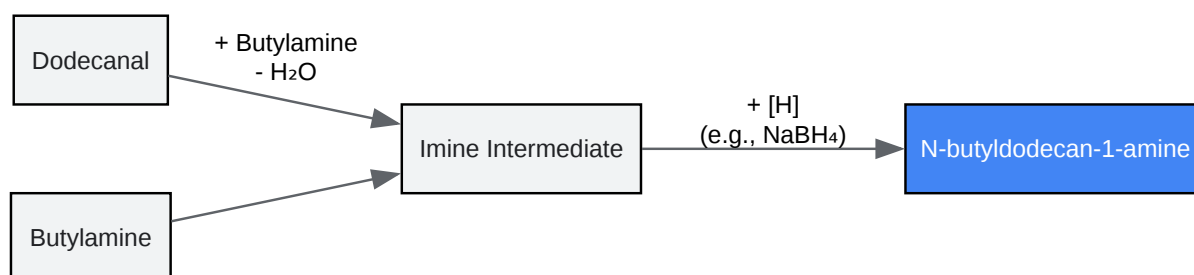 Dodecanal
+ Butylamine
- H₂O
Imine Intermediate
+ [H]
(e.g., NaBH₄)
N-butyldodecan-1-amine
Butylamine